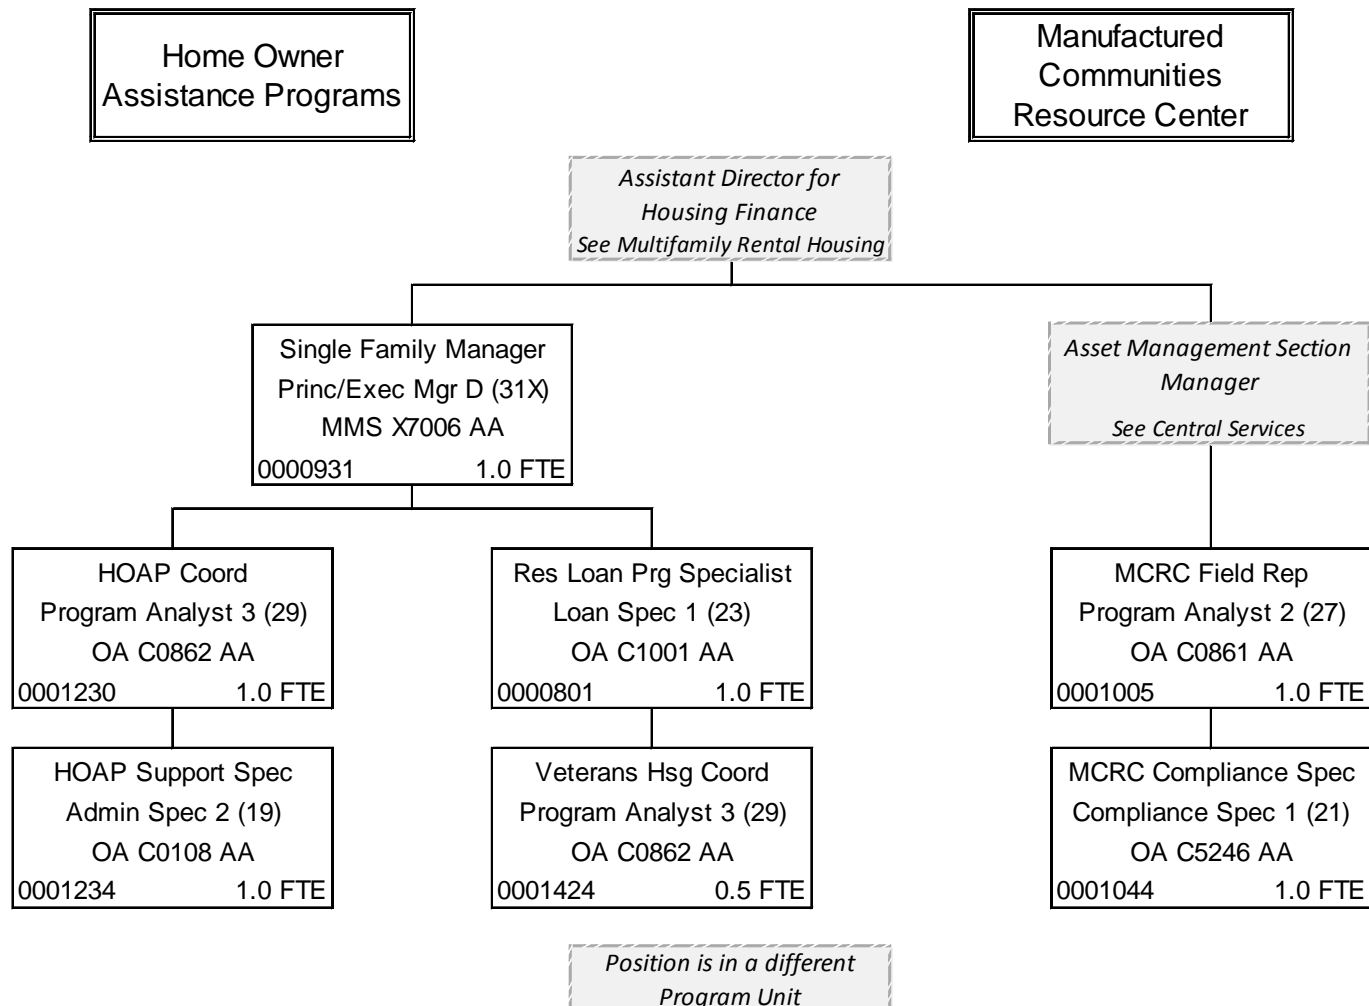 Home Owner
Assistance Programs
Manufactured
Communities
Resource Center
Assistant Director for
Housing Finance
See Multifamily Rental Housing
Single Family Manager
Princ/Exec Mgr D (31X)
MMS X7006 AA
0000931 1.0 FTE
Asset Management Section
Manager
See Central Services
HOAP Coord
Program Analyst 3 (29)
OA C0862 AA
0001230 1.0 FTE
Res Loan Prg Specialist
Loan Spec 1 (23)
OA C1001 AA
0000801 1.0 FTE
MCRC Field Rep
Program Analyst 2 (27)
OA C0861 AA
0001005 1.0 FTE
HOAP Support Spec
Admin Spec 2 (19)
OA C0108 AA
0001234 1.0 FTE
Veterans Hsg Coord
Program Analyst 3 (29)
OA C0862 AA
0001424 0.5 FTE
MCRC Compliance Spec
Compliance Spec 1 (21)
OA C5246 AA
0001044 1.0 FTE
Position is in a different
Program Unit